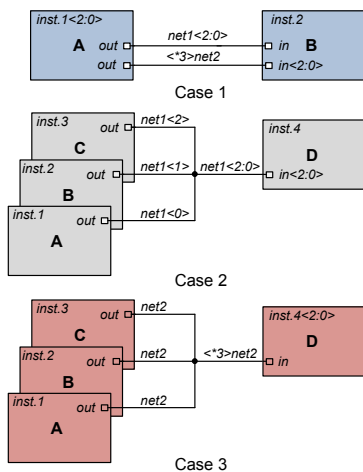 inst.1<2:0> inst.2
A out net1<2:0> in B
out <*3>net2 in<2:0>
Case 1
inst.3 out net1<2> inst.4
C
inst.2 out net1<1> net1<2:0> D
in<2:0>
B
inst.1 out net1<0>
A
Case 2
inst.3 out net2 inst.4<2:0>
C
inst.2 out net2 <*3>net2 D
in
B
inst.1 out net2
A
Case 3